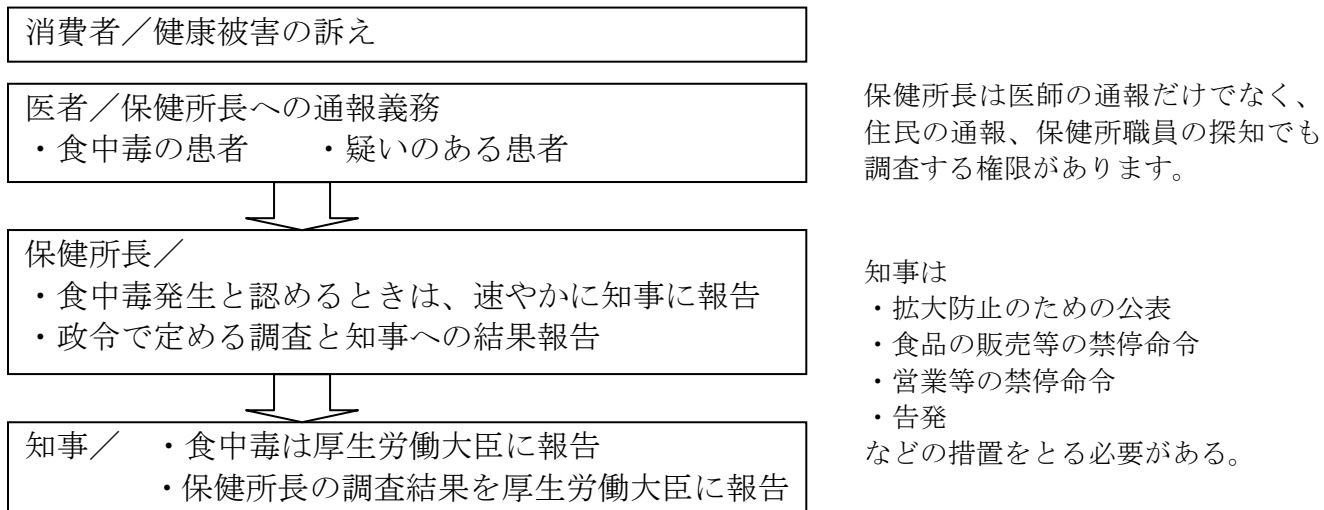 消費者／健康被害の訴え
医者／保健所長への通報義務
・食中毒の患者　　・疑いのある患者
保健所長は医師の通報だけでなく、
住民の通報、保健所職員の探知でも
調査する権限があります。
保健所長／
・食中毒発生と認めるときは、速やかに知事に報告
・政令で定める調査と知事への結果報告
知事は
・拡大防止のための公表
・食品の販売等の禁停命令
・営業等の禁停命令
・告発
などの措置をとる必要がある。
知事／　・食中毒は厚生労働大臣に報告
・保健所長の調査結果を厚生労働大臣に報告